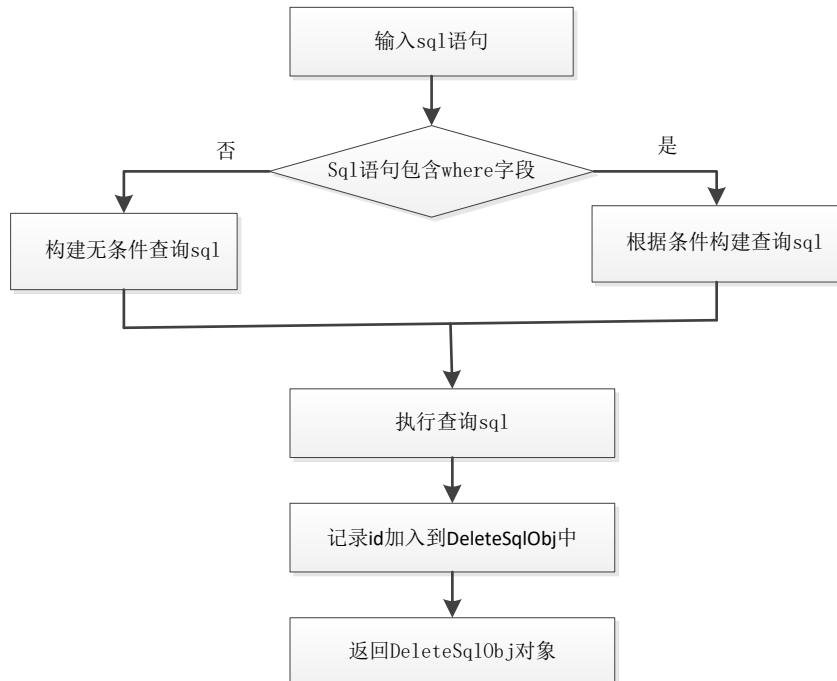 输入sql语句
Sql语句包含where字段
否
是
构建无条件查询sql
根据条件构建查询sql
执行查询sql
记录id加入到DeleteSqlObj中
返回DeleteSqlObj对象